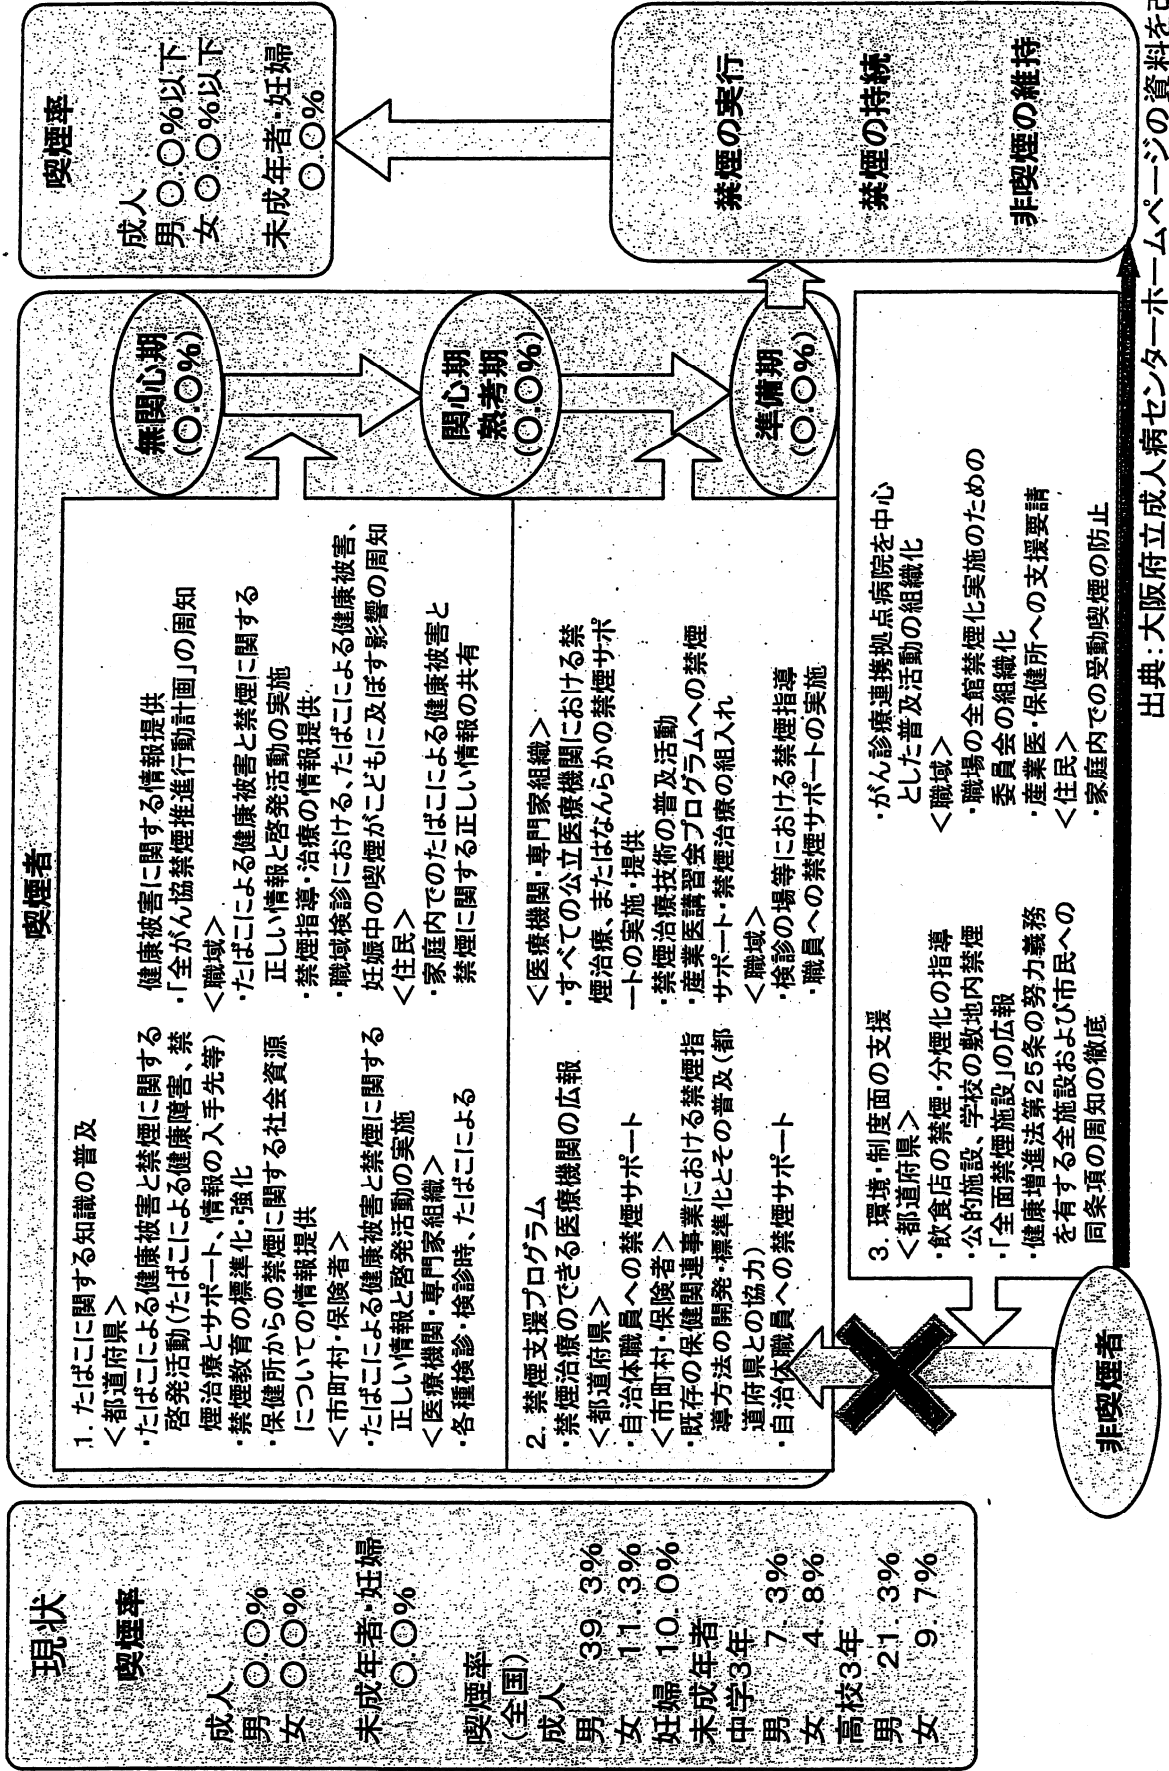 現状
喫煙率
成人
男 ○.○%
女 ○.○%
未成年者・妊婦
○.○%
喫煙率
(全国)
成人
男 39.3%
女 11.3%
妊婦 10.0%
未成年者
中学3年
男 7.3%
女 4.8%
高校3年
男 21.3%
女 9.7%
喫煙者
1. たばこに関する知識の普及
＜都道府県＞
・たばこによる健康被害と禁煙に関する
啓発活動(たばこによる健康障害、禁
煙治療とサポート、情報の入手先等)
・禁煙教育の標準化・強化
・保健所からの禁煙に関する社会資源
についての情報提供
＜市町村・保険者＞
・たばこによる健康被害と禁煙に関する
正しい情報と啓発活動の実施
＜医療機関・専門家組織＞
・各種検診・検診時、たばこによる
健康被害に関する情報提供
・「全がん協禁煙推進行動計画」の周知
＜職域＞
・たばこによる健康被害と禁煙に関する
正しい情報と啓発活動の実施
・禁煙指導・治療の情報提供
・職域検診における、たばこによる健康被害、
妊娠中の喫煙がこどもに及ぼす影響の周知
＜住民＞
・家庭内でのたばこによる健康被害と
禁煙に関する正しい情報の共有
2. 禁煙支援プログラム
・禁煙治療のできる医療機関の広報
＜都道府県＞
・自治体職員への禁煙サポート
＜市町村・保険者＞
・既存の保健関連事業における禁煙指
導方法の開発・標準化とその普及(都
道府県との協力)
・自治体職員への禁煙サポート
＜医療機関・専門家組織＞
・すべての公立医療機関における禁
煙治療、またはなんらかの禁煙サポ
ートの実施・提供
・禁煙治療技術の普及活動
・産業医講習会プログラムへの禁煙
サポート・禁煙治療の組入れ
＜職域＞
・検診の場等における禁煙指導
・職員への禁煙サポートの実施
無関心期
(○.○%)
関心期
熟考期
(○.○%)
準備期
(○.○%)
3. 環境・制度面の支援
＜都道府県＞
・飲食店の禁煙・分煙化の指導
・公的施設、学校の敷地内禁煙
・「全面禁煙施設」の広報
・健康増進法第25条の努力義務
を有する全施設および市民への
同条項の周知の徹底
・がん診療連携拠点病院を中心
とした普及活動の組織化
＜職域＞
・職場の全館禁煙化実施のための
委員会の組織化
・産業医・保健所への支援要請
＜住民＞
・家庭内での受動喫煙の防止
非喫煙者
喫煙率
成人
男 ○.○%以下
女 ○.○%以下
未成年者・妊婦
○.○%
禁煙の実行
禁煙の持続
非喫煙の維持
出典:大阪府立成人病センターホームページの資料を